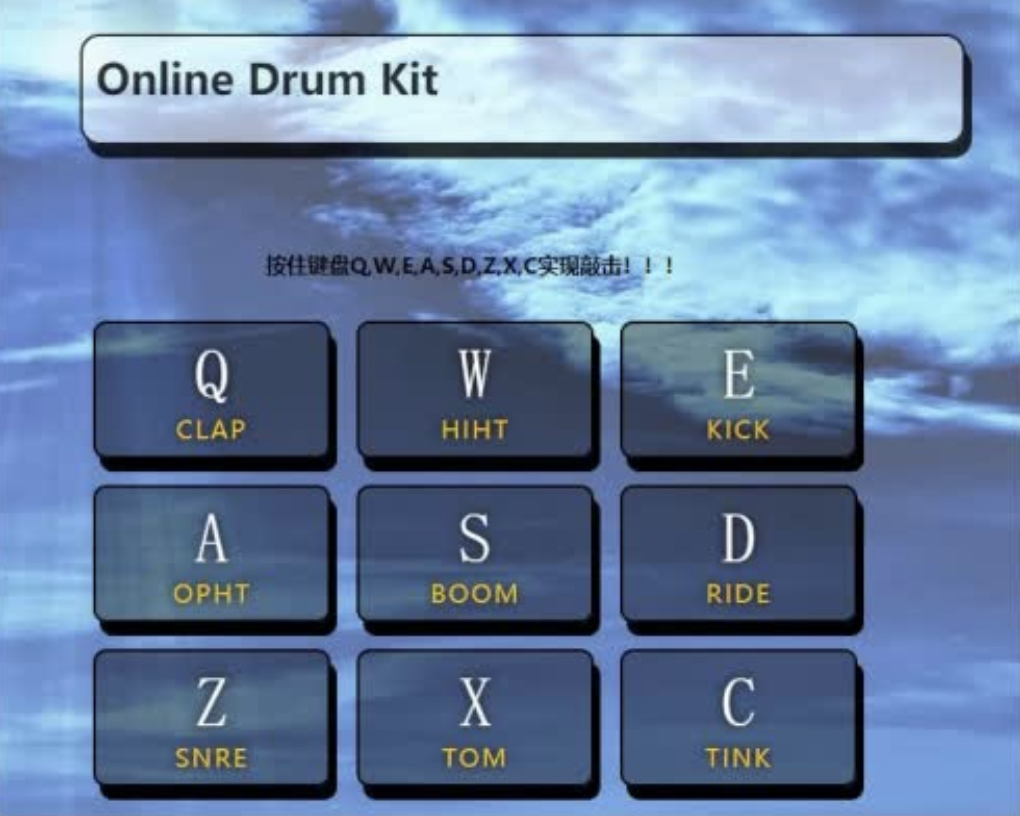 Online Drum Kit
按住键盘Q,W,E,A,S,D,Z,X,C实现敲击!！！
Q W E
CLAP HIHT KICK
A S D
OPHT BOOM RIDE
Z X C
SNRE TOM TINK